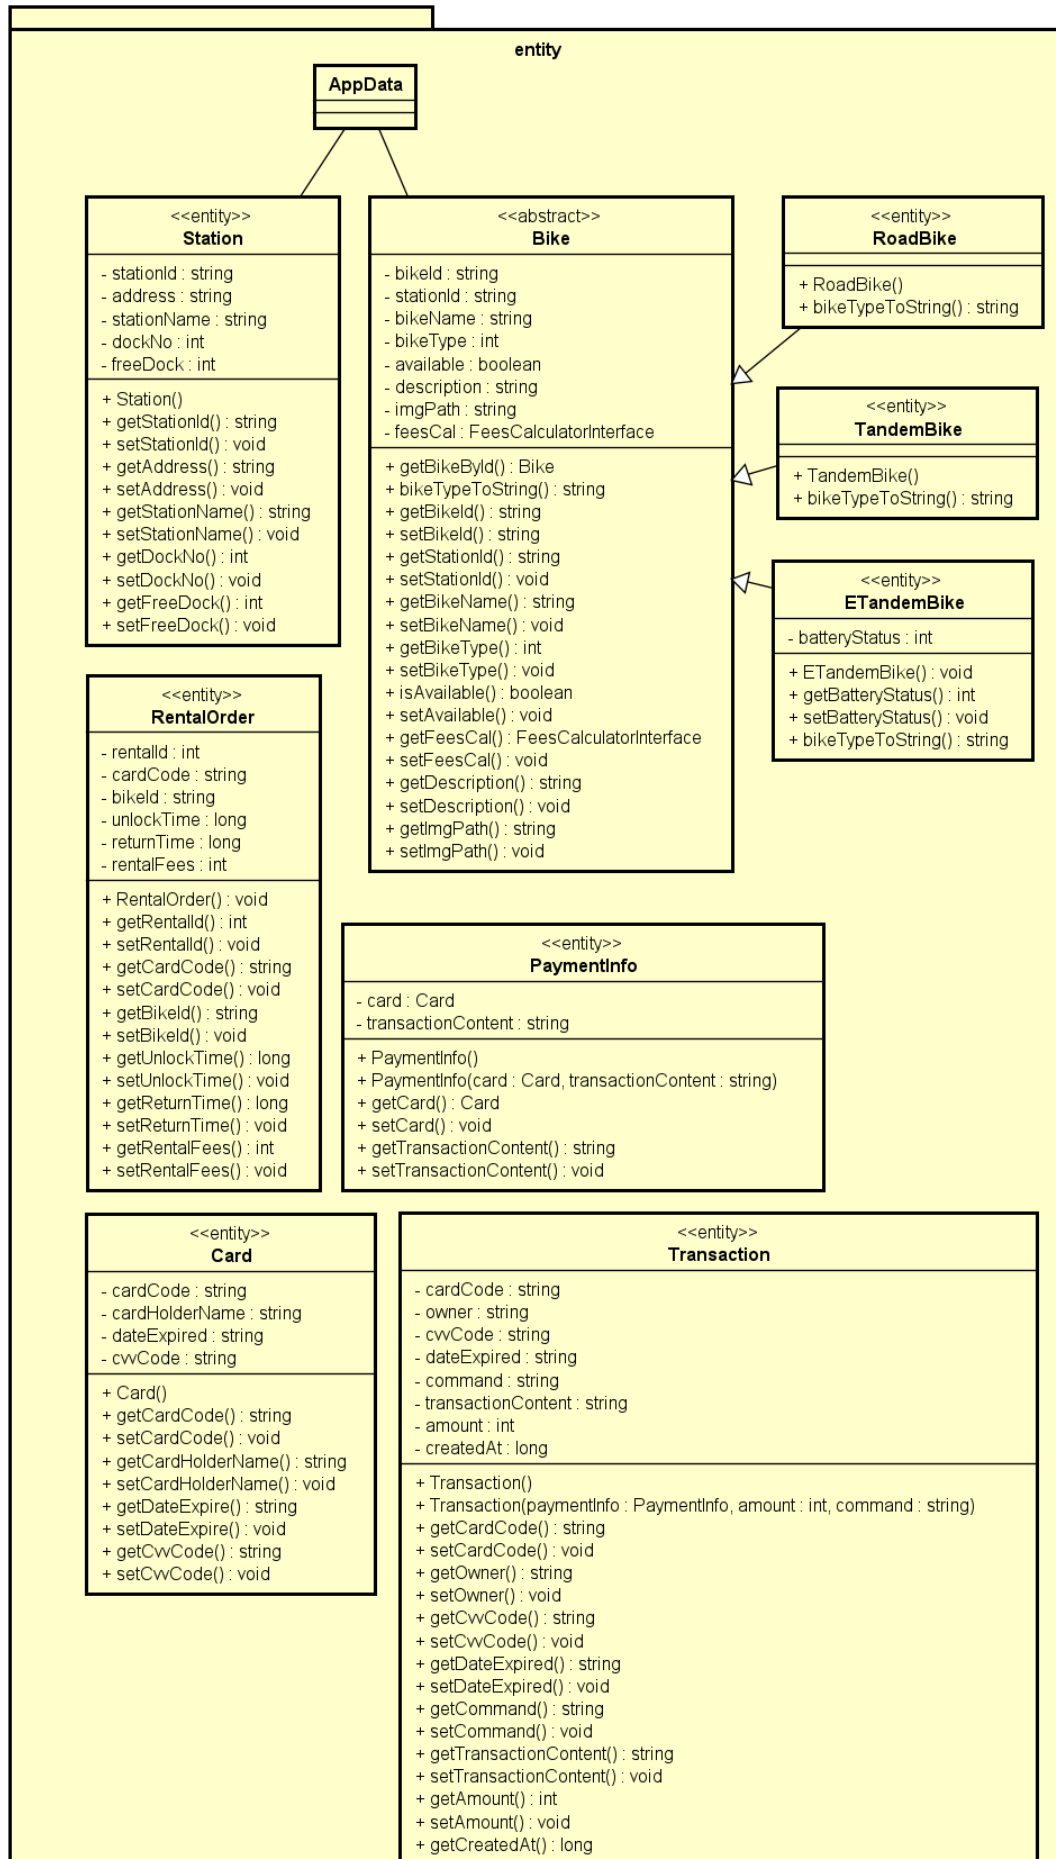 entity
AppData
<<entity>>
Station
- stationId : string
- address : string
- stationName : string
- dockNo : int
- freeDock : int
+ Station()
+ getStationId() : string
+ setStationId() : void
+ getAddress() : string
+ setAddress() : void
+ getStationName() : string
+ setStationName() : void
+ getDockNo() : int
+ setDockNo() : void
+ getFreeDock() : int
+ setFreeDock() : void
<<abstract>>
Bike
- bikeId : string
- stationId : string
- bikeName : string
- bikeType : int
- available : boolean
- description : string
- imgPath : string
- feesCal : FeesCalculatorInterface
+ getBikeById() : Bike
+ bikeTypeToString() : string
+ getBikeId() : string
+ setBikeId() : string
+ getStationId() : string
+ setStationId() : void
+ getBikeName() : string
+ setBikeName() : void
+ getBikeType() : int
+ setBikeType() : void
+ isAvailable() : boolean
+ setAvailable() : void
+ getFeesCal() : FeesCalculatorInterface
+ setFeesCal() : void
+ getDescription() : string
+ setDescription() : void
+ getImgPath() : string
+ setImgPath() : void
<<entity>>
RoadBike
+ RoadBike()
+ bikeTypeToString() : string
<<entity>>
TandemBike
+ TandemBike()
+ bikeTypeToString() : string
<<entity>>
ETandemBike
- batteryStatus : int
+ ETandemBike() : void
+ getBatteryStatus() : int
+ setBatteryStatus() : void
+ bikeTypeToString() : string
<<entity>>
RentalOrder
- rentalId : int
- cardCode : string
- bikeId : string
- unlockTime : long
- returnTime : long
- rentalFees : int
+ RentalOrder() : void
+ getRentalId() : int
+ setRentalId() : void
+ getCardCode() : string
+ setCardCode() : void
+ getBikeId() : string
+ setBikeId() : void
+ getUnlockTime() : long
+ setUnlockTime() : void
+ getReturnTime() : long
+ setReturnTime() : void
+ getRentalFees() : int
+ setRentalFees() : void
<<entity>>
PaymentInfo
- card : Card
- transactionContent : string
+ PaymentInfo()
+ PaymentInfo(card : Card, transactionContent : string)
+ getCard() : Card
+ setCard() : void
+ getTransactionContent() : string
+ setTransactionContent() : void
<<entity>>
Card
- cardCode : string
- cardHolderName : string
- dateExpired : string
- cvvCode : string
+ Card()
+ getCardCode() : string
+ setCardCode() : void
+ getCardHolderName() : string
+ setCardHolderName() : void
+ getDateExpire() : string
+ setDateExpire() : void
+ getCvvCode() : string
+ setCvvCode() : void
<<entity>>
Transaction
- cardCode : string
- owner : string
- cvvCode : string
- dateExpired : string
- command : string
- transactionContent : string
- amount : int
- createdAt : long
+ Transaction()
+ Transaction(paymentInfo : PaymentInfo, amount : int, command : string)
+ getCardCode() : string
+ setCardCode() : void
+ getOwner() : string
+ setOwner() : void
+ getCvvCode() : string
+ setCvvCode() : void
+ getDateExpired() : string
+ setDateExpired() : void
+ getCommand() : string
+ setCommand() : void
+ getTransactionContent() : string
+ setTransactionContent() : void
+ getAmount() : int
+ setAmount() : void
+ getCreatedAt() : long